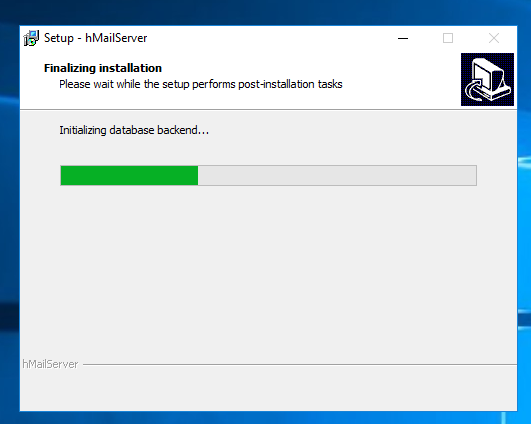 Setup - hMailServer
Finalizing installation
Please wait while the setup performs post-installation tasks
Initializing database backend...
hMailServer